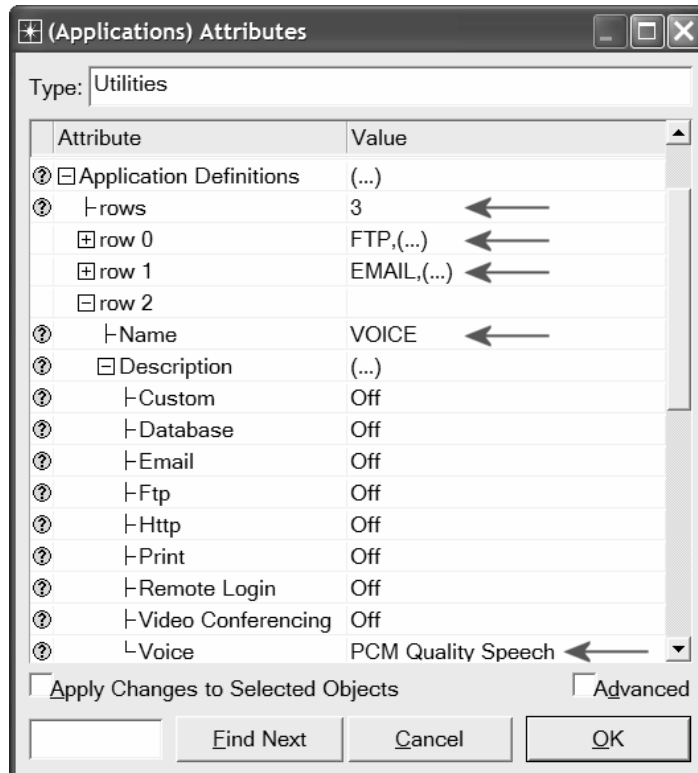 (Applications) Attributes
Type: Utilities
Attribute Value
Application Definitions (...)
rows 3
row 0 FTP,(...)
row 1 EMAIL,(...)
row 2
Name VOICE
Description (...)
Custom Off
Database Off
Email Off
Ftp Off
Http Off
Print Off
Remote Login Off
Video Conferencing Off
Voice PCM Quality Speech
Apply Changes to Selected Objects Advanced
Find Next Cancel OK